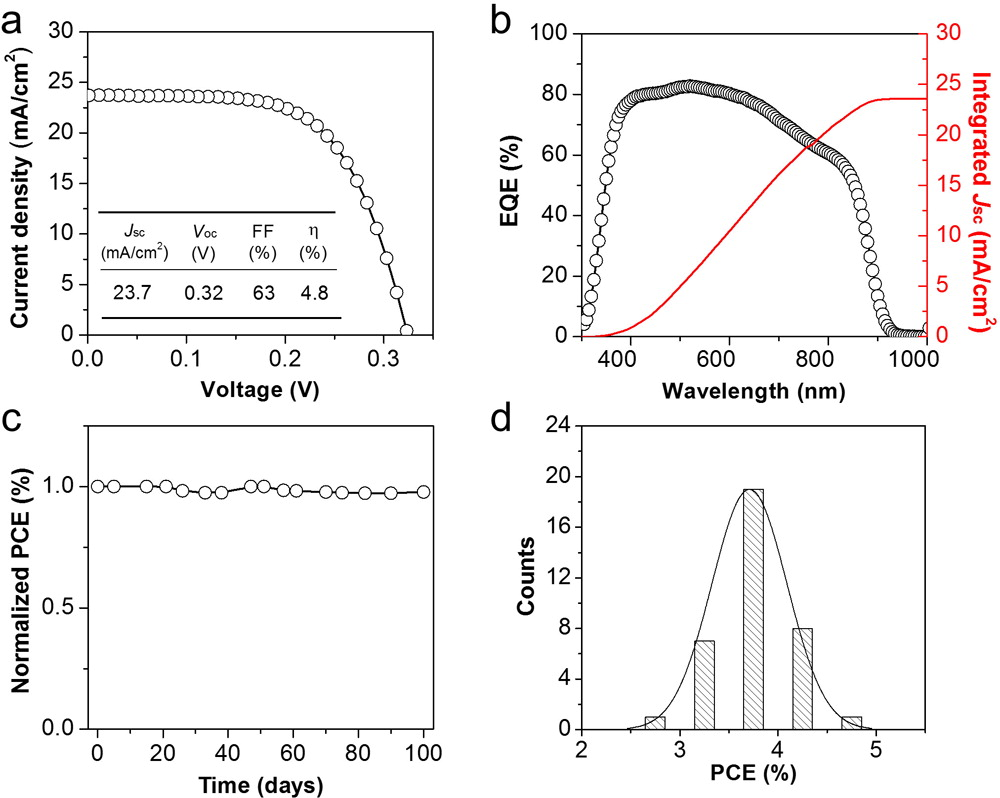 a
30
25
20
15
10
5
0
Current density (mA/cm2)
Jsc Voc FF η
(mA/cm2) (V) (%) (%)
23.7 0.32 63 4.8
0.0 0.1 0.2 0.3
Voltage (V)
b
100
80
60
40
20
0
EQE (%)
30
25
20
15
10
5
0
Integrated Jsc (mA/cm2)
400 600 800 1000
Wavelength (nm)
c
1.0
0.5
0.0
Normalized PCE (%)
0 20 40 60 80 100
Time (days)
d
24
20
16
12
8
4
0
Counts
2 3 4 5
PCE (%)